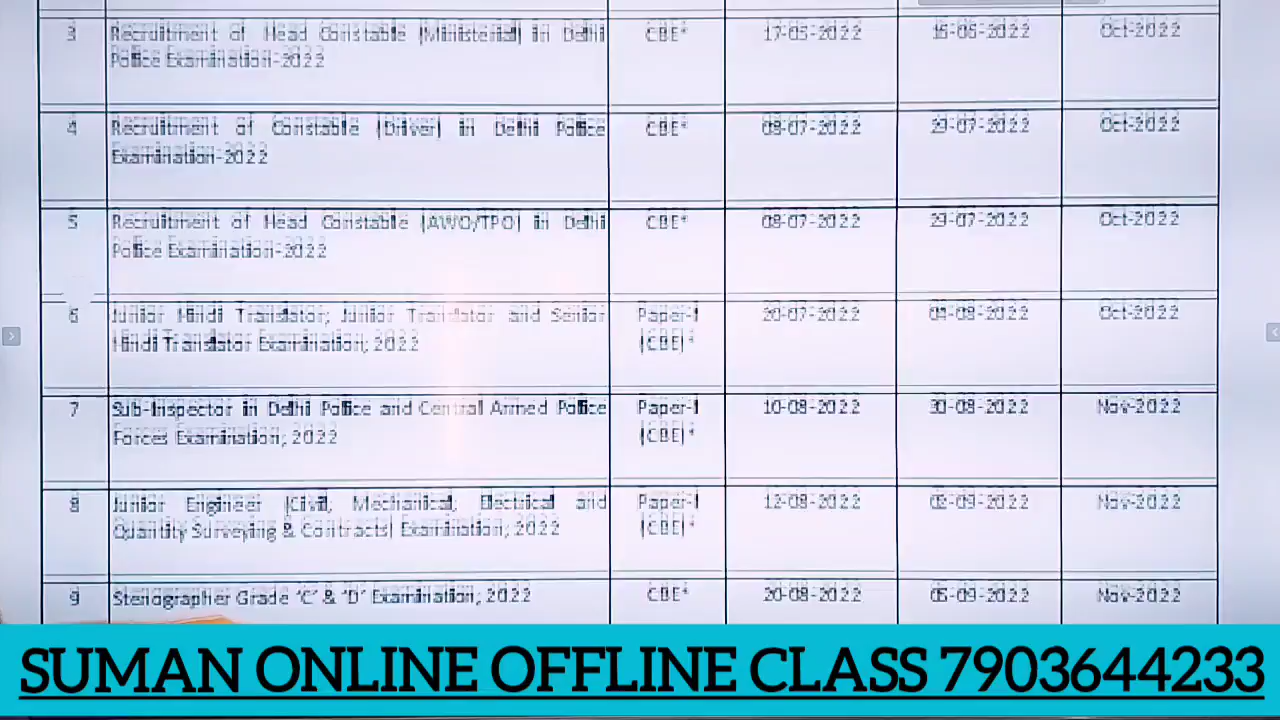 3 Recruitment of Head Constable (Ministerial) in Delhi CBE* 17-05-2022 16-06-2022 Oct-2022
Police Examination-2022
4 Recruitment of Constable (Driver) in Delhi Police CBE* 08-07-2022 29-07-2022 Oct-2022
Examination-2022
5 Recruitment of Head Constable (AWO/TPO) in Delhi CBE* 08-07-2022 29-07-2022 Oct-2022
Police Examination-2022
6 Junior Hindi Translator, Junior Translator and Senior Paper-I 20-07-2022 04-08-2022 Oct-2022
Hindi Translator Examination, 2022 (CBE)*
7 Sub-Inspector in Delhi Police and Central Armed Police Paper-I 10-08-2022 30-08-2022 Nov-2022
Forces Examination, 2022 (CBE)*
8 Junior Engineer (Civil, Mechanical, Electrical and Paper-I 12-08-2022 02-09-2022 Nov-2022
Quantity Surveying & Contracts) Examination, 2022 (CBE)*
9 Stenographer Grade 'C' & 'D' Examination, 2022 CBE* 20-08-2022 05-09-2022 Nov-2022
SUMAN ONLINE OFFLINE CLASS 7903644233